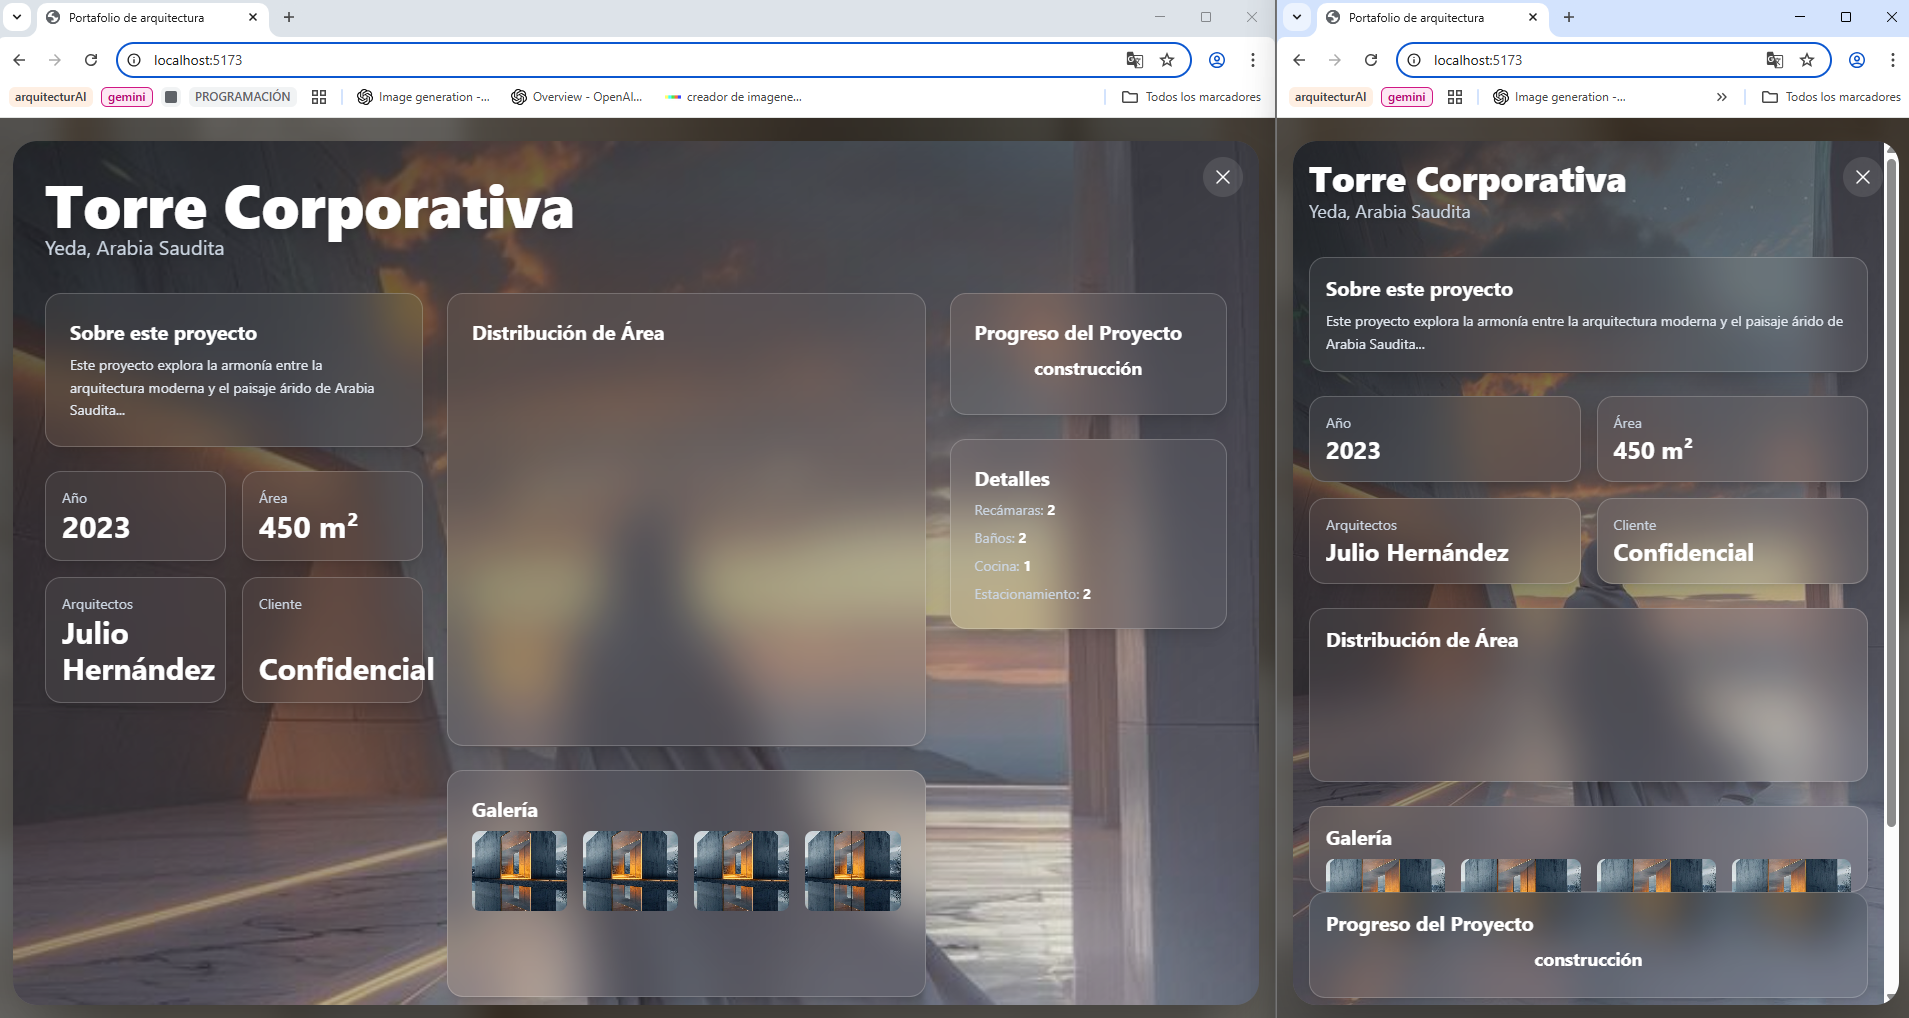 Portafolio de arquitectura
localhost:5173
arquitecturAI gemini PROGRAMACIÓN Image generation -... Overview - OpenAI... creador de imagene... Todos los marcadores
Torre Corporativa
Yeda, Arabia Saudita
Sobre este proyecto
Este proyecto explora la armonía entre la
arquitectura moderna y el paisaje árido de Arabia
Saudita...
Año
2023
Área
450 m²
Arquitectos
Julio
Hernández
Cliente
Confidencial
Distribución de Área
Galería
Progreso del Proyecto
construcción
Detalles
Recámaras: 2
Baños: 2
Cocina: 1
Estacionamiento: 2
Portafolio de arquitectura
localhost:5173
arquitecturAI gemini Image generation -... Todos los marcadores
Torre Corporativa
Yeda, Arabia Saudita
Sobre este proyecto
Este proyecto explora la armonía entre la arquitectura moderna y el paisaje árido de
Arabia Saudita...
Año
2023
Área
450 m²
Arquitectos
Julio Hernández
Cliente
Confidencial
Distribución de Área
Galería
Progreso del Proyecto
construcción